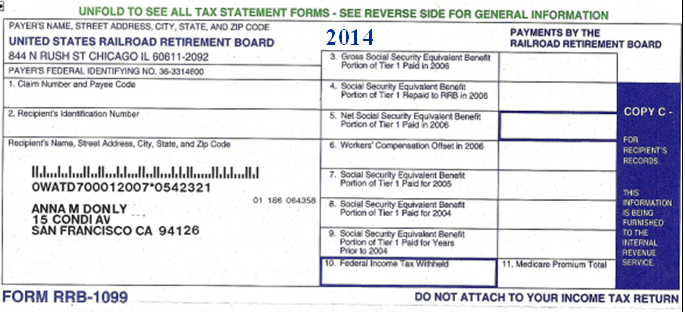 UNFOLD TO SEE ALL TAX STATEMENT FORMS - SEE REVERSE SIDE FOR GENERAL INFORMATION
PAYER'S NAME, STREET ADDRESS, CITY, STATE, AND ZIP CODE
UNITED STATES RAILROAD RETIREMENT BOARD
844 N RUSH ST CHICAGO IL 60611-2092
PAYER'S FEDERAL IDENTIFYING NO. 36-3314600
1. Claim Number and Payee Code
2. Recipient's Identification Number
Recipient's Name, Street Address, City, State, and Zip Code
0WATD700012007*0542321
01 186 064358
ANNA M DONLY
15 CONDI AV
SAN FRANCISCO CA 94126
2014
PAYMENTS BY THE
RAILROAD RETIREMENT BOARD
3. Gross Social Security Equivalent Benefit
Portion of Tier 1 Paid in 2006
4. Social Security Equivalent Benefit
Portion of Tier 1 Repaid to RRB in 2006
5. Net Social Security Equivalent Benefit
Portion of Tier 1 Paid in 2006
6. Workers' Compensation Offset in 2006
7. Social Security Equivalent Benefit
Portion of Tier 1 Paid for 2005
8. Social Security Equivalent Benefit
Portion of Tier 1 Paid for 2004
9. Social Security Equivalent Benefit
Portion of Tier 1 Paid for Years
Prior to 2004
10. Federal Income Tax Withheld
11. Medicare Premium Total
COPY C -
FOR
RECIPIENT'S
RECORDS.
THIS
INFORMATION
IS BEING
FURNISHED
TO THE
INTERNAL
REVENUE
SERVICE.
FORM RRB-1099
DO NOT ATTACH TO YOUR INCOME TAX RETURN